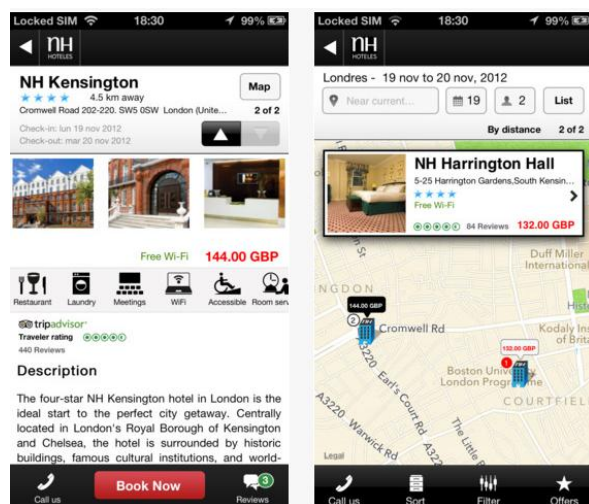 Locked SIM 18:30 99%
nH
HOTELES
NH Kensington
Map
4.5 km away
Cromwell Road 202-220. SW5 0SW London (Unite...
2 of 2
Check-in: lun 19 nov 2012
Check-out: mar 20 nov 2012
Free Wi-Fi 144.00 GBP
Restaurant Laundry Meetings WiFi Accessible Room serv
tripadvisor
Traveler rating
440 Reviews
Description
The four-star NH Kensington hotel in London is the
ideal start to the perfect city getaway. Centrally
located in London's Royal Borough of Kensington
and Chelsea, the hotel is surrounded by historic
buildings, famous cultural institutions, and world-
Call us
Book Now
3
Reviews
Locked SIM 18:30 99%
nH
HOTELES
Londres - 19 nov to 20 nov, 2012
Near current...
19
2
List
By distance 2 of 2
NH Harrington Hall
5-25 Harrington Gardens,South Kensin...
Free Wi-Fi
84 Reviews 132.00 GBP
n St
Duff Miller
International
NGDON
Hist
144.00 GBP
2
Cromwell Rd
Kodaly Ins
of Brita
132.00 GBP
1
A3220
Boston University
London Programme
Earl's Court Rd
COURTFIEL
A3220
Warwick Rd
A3220
The Little
Legal
Call us Sort Filter Offers